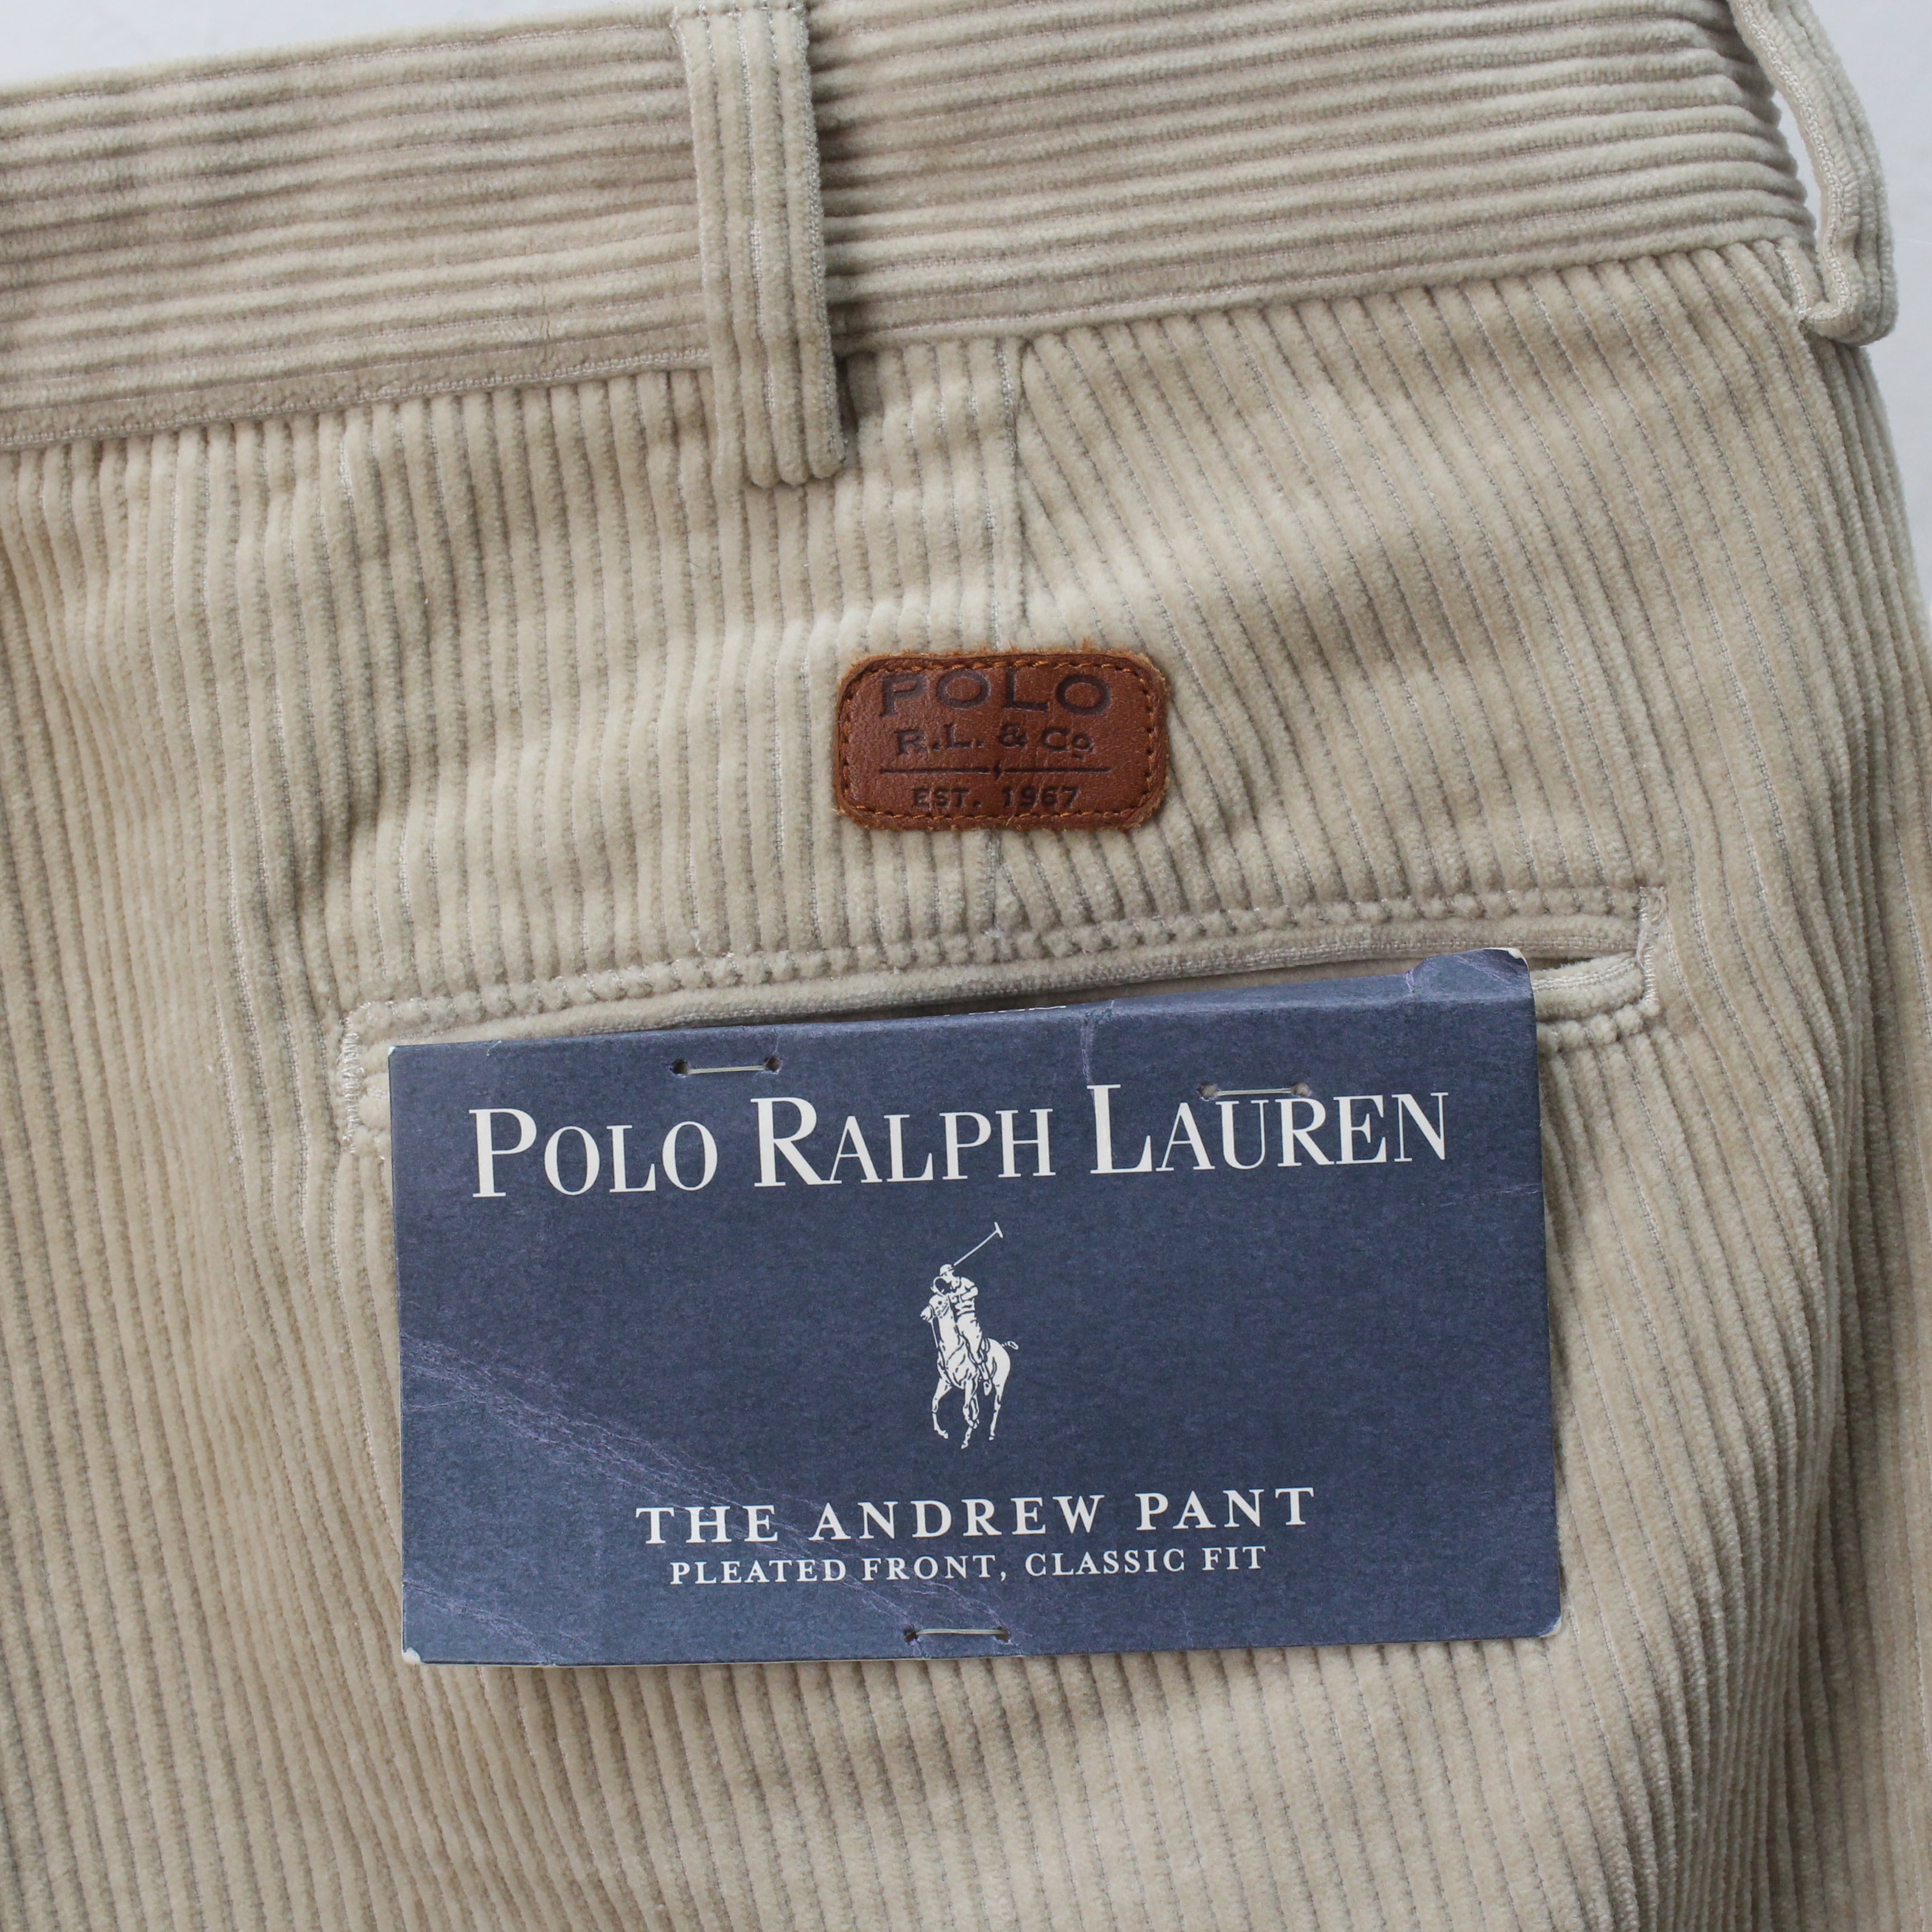 POLO
R.L. & Co
EST. 1967
POLO RALPH LAUREN
THE ANDREW PANT
PLEATED FRONT, CLASSIC FIT